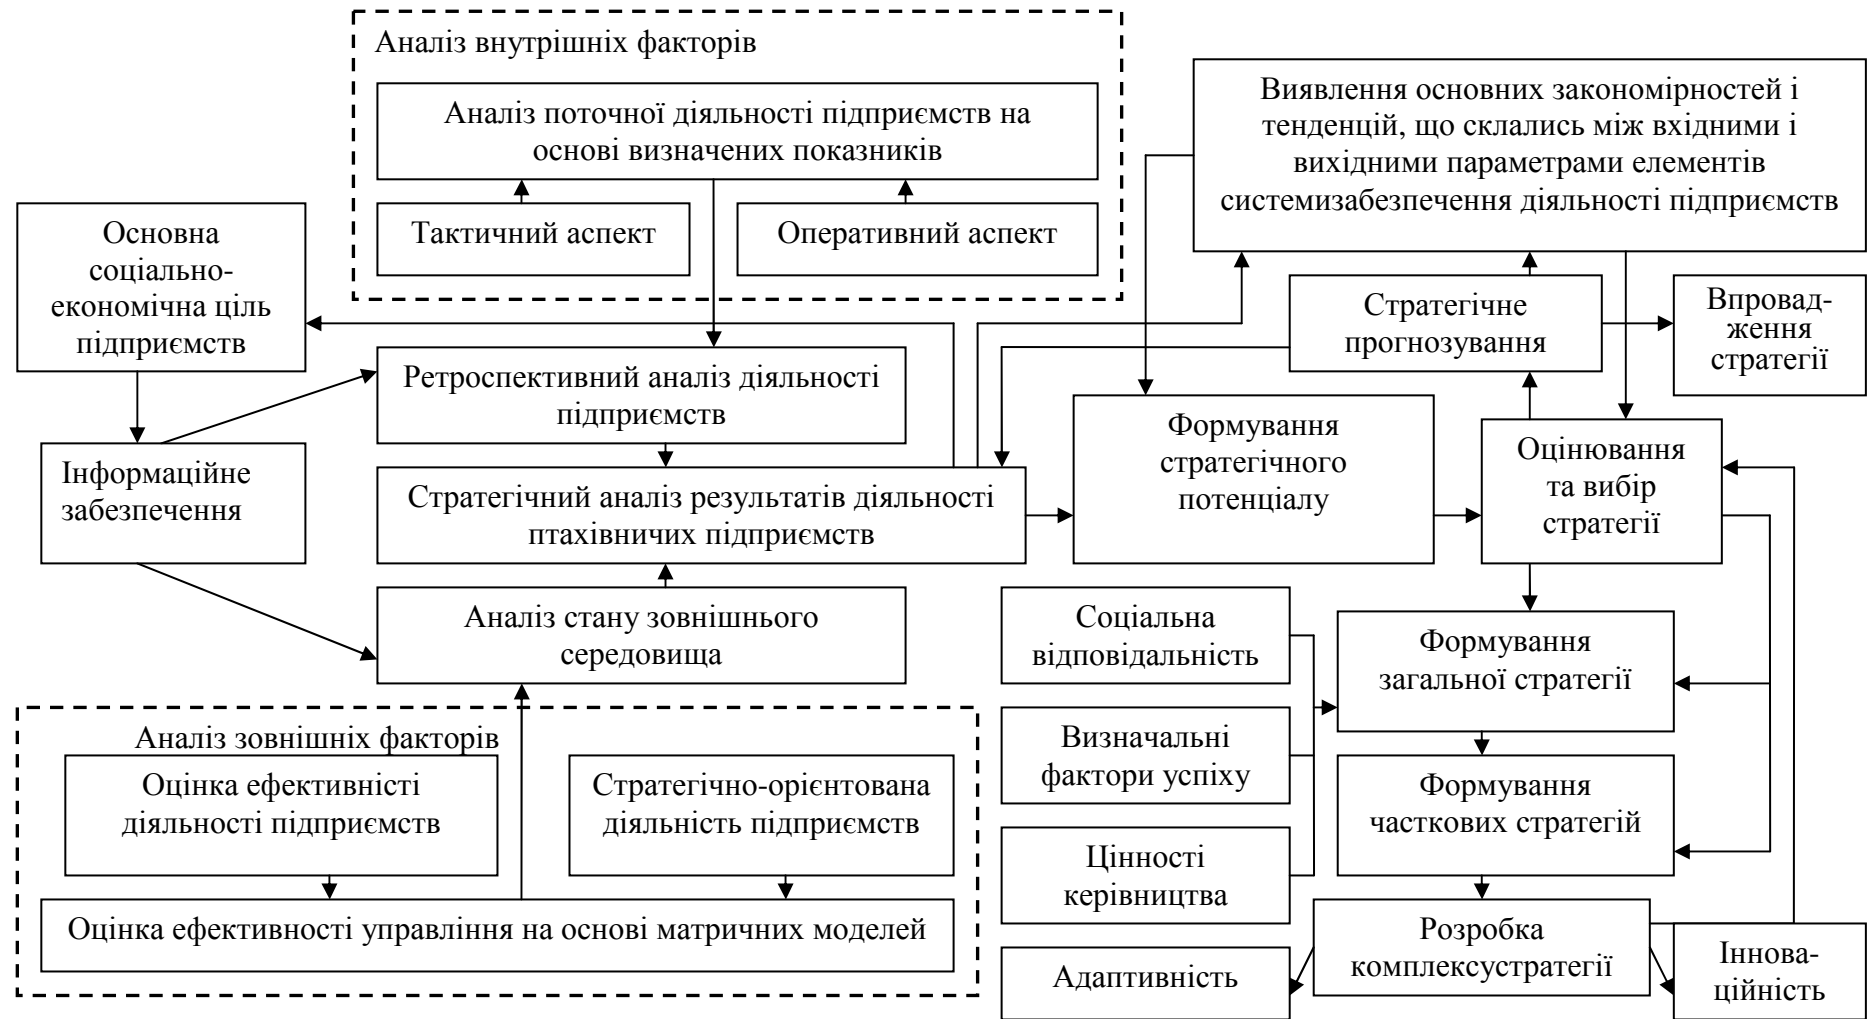 Аналіз внутрішніх факторів
Аналіз поточної діяльності підприємств на
основі визначених показників
Тактичний аспект
Оперативний аспект
Виявлення основних закономірностей і
тенденцій, що склались між вхідними і
вихідними параметрами елементів
системизабезпечення діяльності підприємств
Основна
соціально-
економічна ціль
підприємств
Стратегічне
прогнозування
Впровад-
ження
стратегії
Ретроспективний аналіз діяльності
підприємств
Інформаційне
забезпечення
Стратегічний аналіз результатів діяльності
птахівничих підприємств
Формування
стратегічного
потенціалу
Оцінювання
та вибір
стратегії
Аналіз стану зовнішнього
середовища
Соціальна
відповідальність
Формування
загальної стратегії
Аналіз зовнішніх факторів
Оцінка ефективності
діяльності підприємств
Стратегічно-орієнтована
діяльність підприємств
Визначальні
фактори успіху
Формування
часткових стратегій
Цінності
керівництва
Оцінка ефективності управління на основі матричних моделей
Адаптивність
Розробка
комплексустратегії
Іннова-
ційність